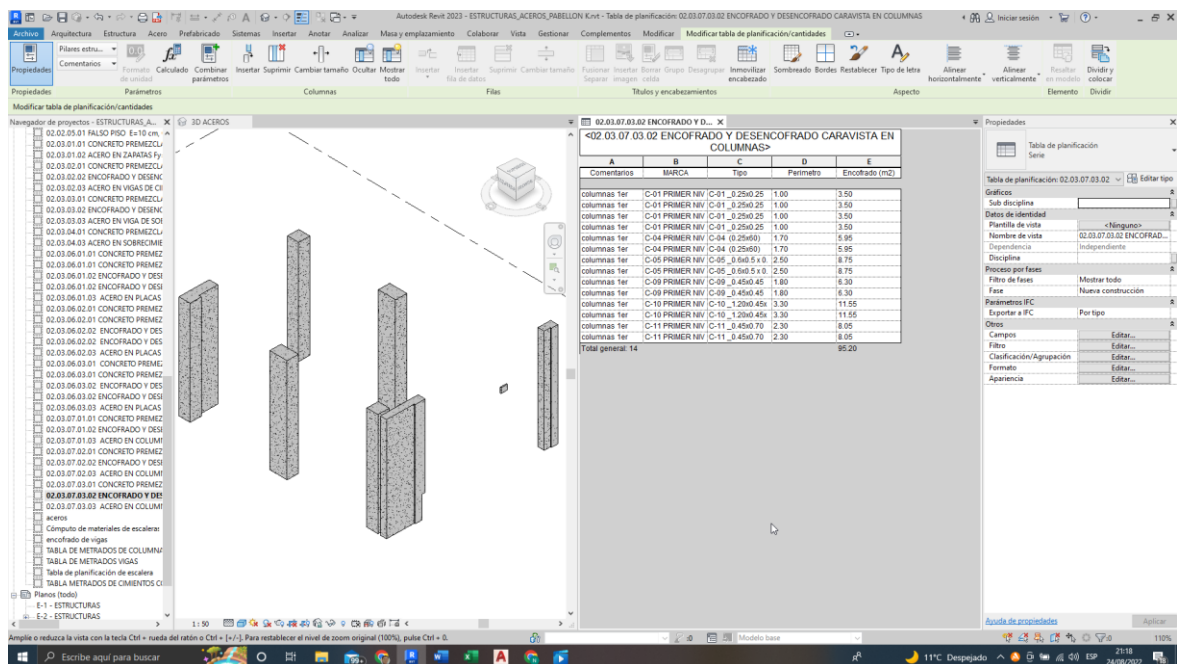 Autodesk Revit 2023 - ESTRUCTURAS_ACEROS_PABELLON K.rvt - Tabla de planificación: 02.03.07.03.02 ENCOFRADO Y DESENCOFRADO CARAVISTA EN COLUMNAS
Iniciar sesión
Archivo Arquitectura Estructura Acero Prefabricado Sistemas Insertar Anotar Analizar Masa y emplazamiento Colaborar Vista Gestionar Complementos Modificar Modificar tabla de planificación/cantidades
Pilares estru...
Comentarios
Propiedades Formato de unidad Calculado Combinar parámetros Insertar Suprimir Cambiar tamaño Ocultar Mostrar todo Insertar Insertar fila de datos Suprimir Cambiar tamaño Fusionar Separar Insertar imagen Borrar celda Grupo Desagrupar Inmovilizar encabezado Sombreado Bordes Restablecer Tipo de letra Alinear horizontalmente Alinear verticalmente Resaltar en modelo Dividir y colocar
Propiedades Parámetros Columnas Filas Títulos y encabezamientos Aspecto Elemento Dividir
Modificar tabla de planificación/cantidades
Navegador de proyectos - ESTRUCTURAS_A...
02.02.05.01 FALSO PISO E=10 cm,
02.03.01.01 CONCRETO PREMEZCL
02.03.01.02 ACERO EN ZAPATAS Fy
02.03.02.01 CONCRETO PREMEZCL
02.03.02.02 ENCOFRADO Y DESENC
02.03.02.03 ACERO EN VIGAS DE CI
02.03.03.01 CONCRETO PREMEZCL
02.03.03.02 ENCOFRADO Y DESENC
02.03.03.03 ACERO EN VIGA DE SOL
02.03.04.01 CONCRETO PREMEZCL
02.03.04.03 ACERO EN SOBRECIMIE
02.03.06.01.01 CONCRETO PREMEZ
02.03.06.01.01 CONCRETO PREMEZ
02.03.06.01.02 ENCOFRADO Y DESE
02.03.06.01.02 ENCOFRADO Y DESE
02.03.06.01.03 ACERO EN PLACAS
02.03.06.02.01 CONCRETO PREMEZ
02.03.06.02.01 CONCRETO PREMEZ
02.03.06.02.02 ENCOFRADO Y DES
02.03.06.02.02 ENCOFRADO Y DES
02.03.06.02.03 ACERO EN PLACAS
02.03.06.03.01 CONCRETO PREMEZ
02.03.06.03.01 CONCRETO PREMEZ
02.03.06.03.02 ENCOFRADO Y DES
02.03.06.03.02 ENCOFRADO Y DESE
02.03.06.03.03 ACERO EN PLACAS
02.03.07.01.01 CONCRETO PREMEZ
02.03.07.01.02 ENCOFRADO Y DESE
02.03.07.01.03 ACERO EN COLUMN
02.03.07.02.01 CONCRETO PREMEZ
02.03.07.02.02 ENCOFRADO Y DESE
02.03.07.02.03 ACERO EN COLUM
02.03.07.03.01 CONCRETO PREMEZ
02.03.07.03.02 ENCOFRADO Y DES
02.03.07.03.03 ACERO EN COLUM
aceros
Cómputo de materiales de escaleras
encofrado de vigas
TABLA DE METRADOS DE COLUMNA
TABLA DE METRADOS VIGAS
Tabla de planificación de escalera
TABLA METRADOS DE CIMIENTOS CO
Planos (todo)
E-1 - ESTRUCTURAS
E-2 - ESTRUCTURAS
3D ACEROS
1 : 50
02.03.07.03.02 ENCOFRADO Y D...
<02.03.07.03.02 ENCOFRADO Y DESENCOFRADO CARAVISTA EN
COLUMNAS>
A B C D E
Comentarios MARCA Tipo Perimetro Encofrado (m2)
columnas 1er C-01 PRIMER NIV C-01 _0.25x0.25 1.00 3.50
columnas 1er C-01 PRIMER NIV C-01 _0.25x0.25 1.00 3.50
columnas 1er C-01 PRIMER NIV C-01 _0.25x0.25 1.00 3.50
columnas 1er C-01 PRIMER NIV C-01 _0.25x0.25 1.00 3.50
columnas 1er C-04 PRIMER NIV C-04 (0.25x60) 1.70 5.95
columnas 1er C-04 PRIMER NIV C-04 (0.25x60) 1.70 5.95
columnas 1er C-05 PRIMER NIV C-05 _0.6x0.5 x 0. 2.50 8.75
columnas 1er C-05 PRIMER NIV C-05 _0.6x0.5 x 0. 2.50 8.75
columnas 1er C-09 PRIMER NIV C-09 _0.45x0.45 1.80 6.30
columnas 1er C-09 PRIMER NIV C-09 _0.45x0.45 1.80 6.30
columnas 1er C-10 PRIMER NIV C-10 _1.20x0.45x 3.30 11.55
columnas 1er C-10 PRIMER NIV C-10 _1.20x0.45x 3.30 11.55
columnas 1er C-11 PRIMER NIV C-11 _0.45x0.70 2.30 8.05
columnas 1er C-11 PRIMER NIV C-11 _0.45x0.70 2.30 8.05
Total general: 14 95.20
Propiedades
Tabla de planificación
Serie
Tabla de planificación: 02.03.07.03.02 Editar tipo
Gráficos
Sub disciplina
Datos de identidad
Plantilla de vista <Ninguno>
Nombre de vista 02.03.07.03.02 ENCOFRAD...
Dependencia Independiente
Disciplina
Proceso por fases
Filtro de fases Mostrar todo
Fase Nueva construcción
Parámetros IFC
Exportar a IFC Por tipo
Otros
Campos Editar...
Filtro Editar...
Clasificación/Agrupación Editar...
Formato Editar...
Apariencia Editar...
Ayuda de propiedades Aplicar
Amplíe o reduzca la vista con la tecla Ctrl + rueda del ratón o Ctrl + [+/-]. Para restablecer el nivel de zoom original (100%), pulse Ctrl + 0.
:0 Modelo base :0 110%
Escribe aquí para buscar
11°C Despejado ESP 21:18
24/08/2022